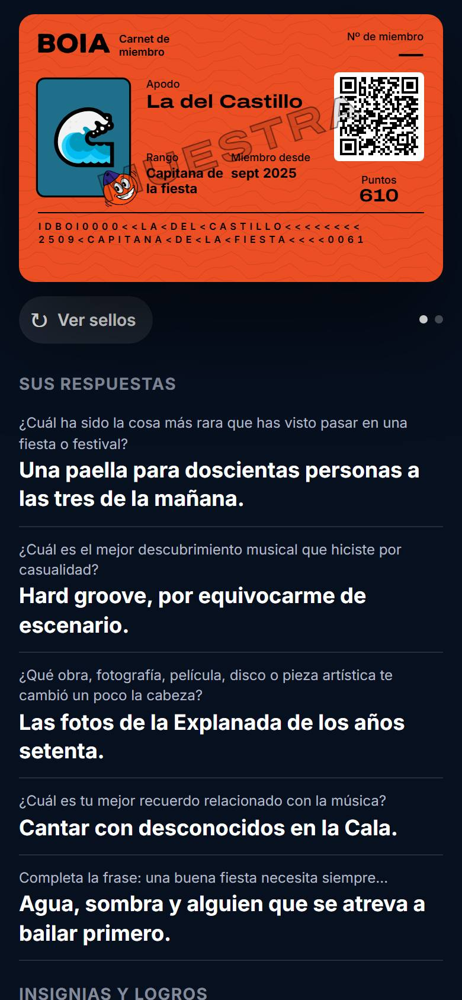 BOIA
Carnet de
miembro
Nº de miembro
—
Apodo
La del Castillo
MUESTRA
Rango
Capitana de
la fiesta
Miembro desde
sept 2025
Puntos
610
IDBOI0000<<LA<DEL<CASTILLO<<<<<<<<
2509<CAPITANA<DE<LA<FIESTA<<<<0061
↻ Ver sellos
SUS RESPUESTAS
¿Cuál ha sido la cosa más rara que has visto pasar en una
fiesta o festival?
Una paella para doscientas personas a
las tres de la mañana.
¿Cuál es el mejor descubrimiento musical que hiciste por
casualidad?
Hard groove, por equivocarme de
escenario.
¿Qué obra, fotografía, película, disco o pieza artística te
cambió un poco la cabeza?
Las fotos de la Explanada de los años
setenta.
¿Cuál es tu mejor recuerdo relacionado con la música?
Cantar con desconocidos en la Cala.
Completa la frase: una buena fiesta necesita siempre...
Agua, sombra y alguien que se atreva a
bailar primero.
INSIGNIAS Y LOGROS